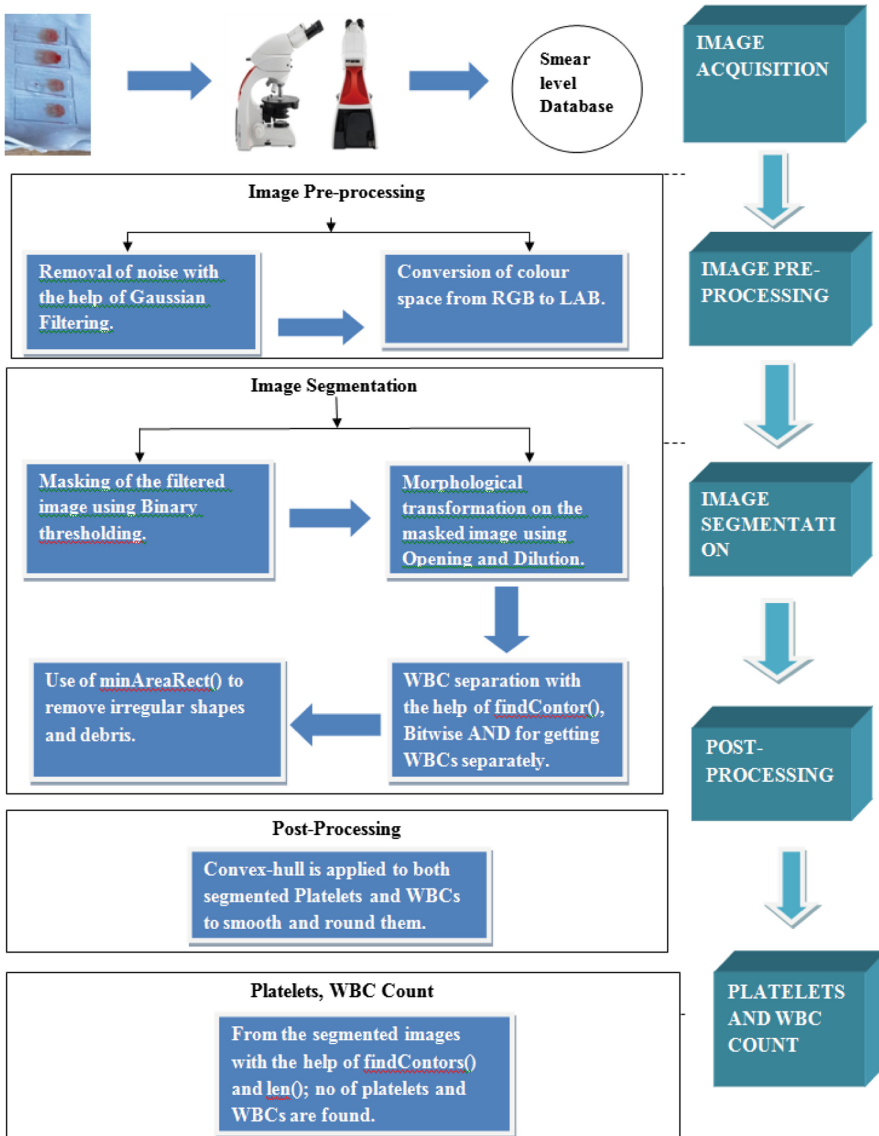 Smear
level
Database
IMAGE
ACQUISITION
Image Pre-processing
Removal of noise with
the help of Gaussian
Filtering.
Conversion of colour
space from RGB to LAB.
IMAGE PRE-
PROCESSING
Image Segmentation
Masking of the filtered
image using Binary
thresholding.
Morphological
transformation on the
masked image using
Opening and Dilution.
IMAGE
SEGMENTATI
ON
Use of minAreaRect() to
remove irregular shapes
and debris.
WBC separation with
the help of findContor(),
Bitwise AND for getting
WBCs separately.
POST-
PROCESSING
Post-Processing
Convex-hull is applied to both
segmented Platelets and WBCs
to smooth and round them.
Platelets, WBC Count
From the segmented images
with the help of findContors()
and len(); no of platelets and
WBCs are found.
PLATELETS
AND WBC
COUNT